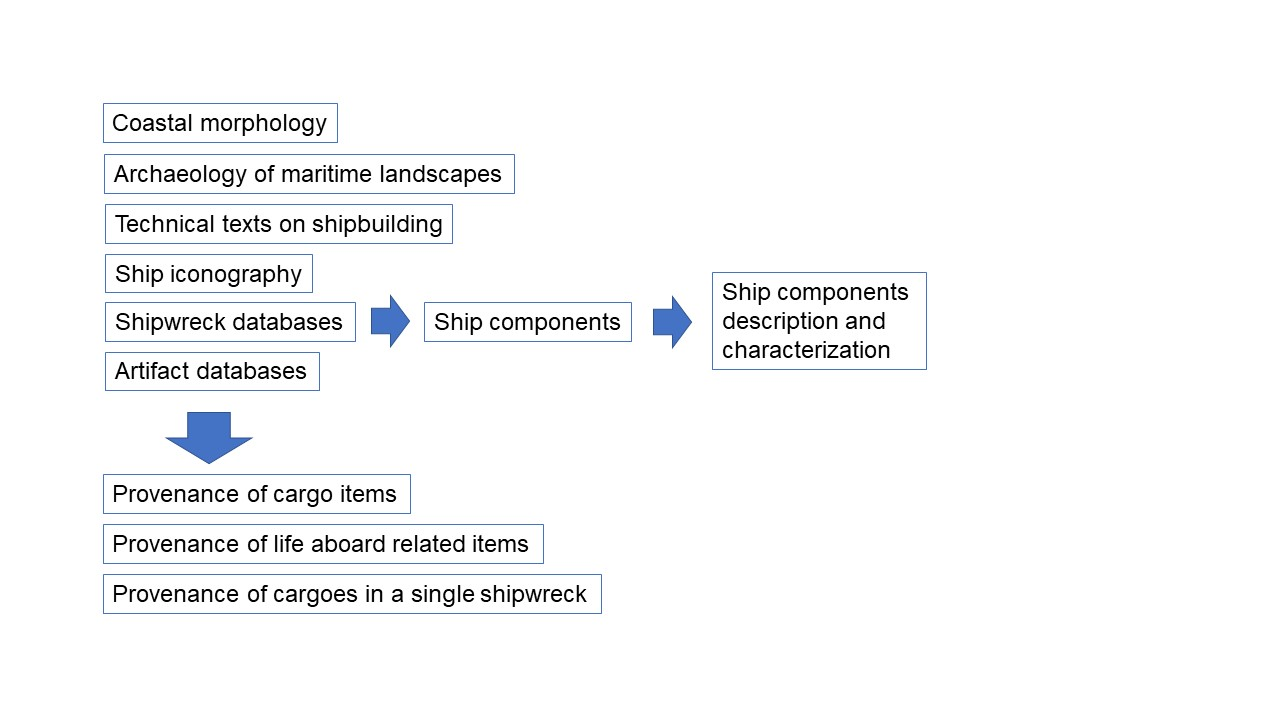 Coastal morphology
Archaeology of maritime landscapes
Technical texts on shipbuilding
Ship iconography
Shipwreck databases
Ship components
Ship components
description and
characterization
Artifact databases
Provenance of cargo items
Provenance of life aboard related items
Provenance of cargoes in a single shipwreck